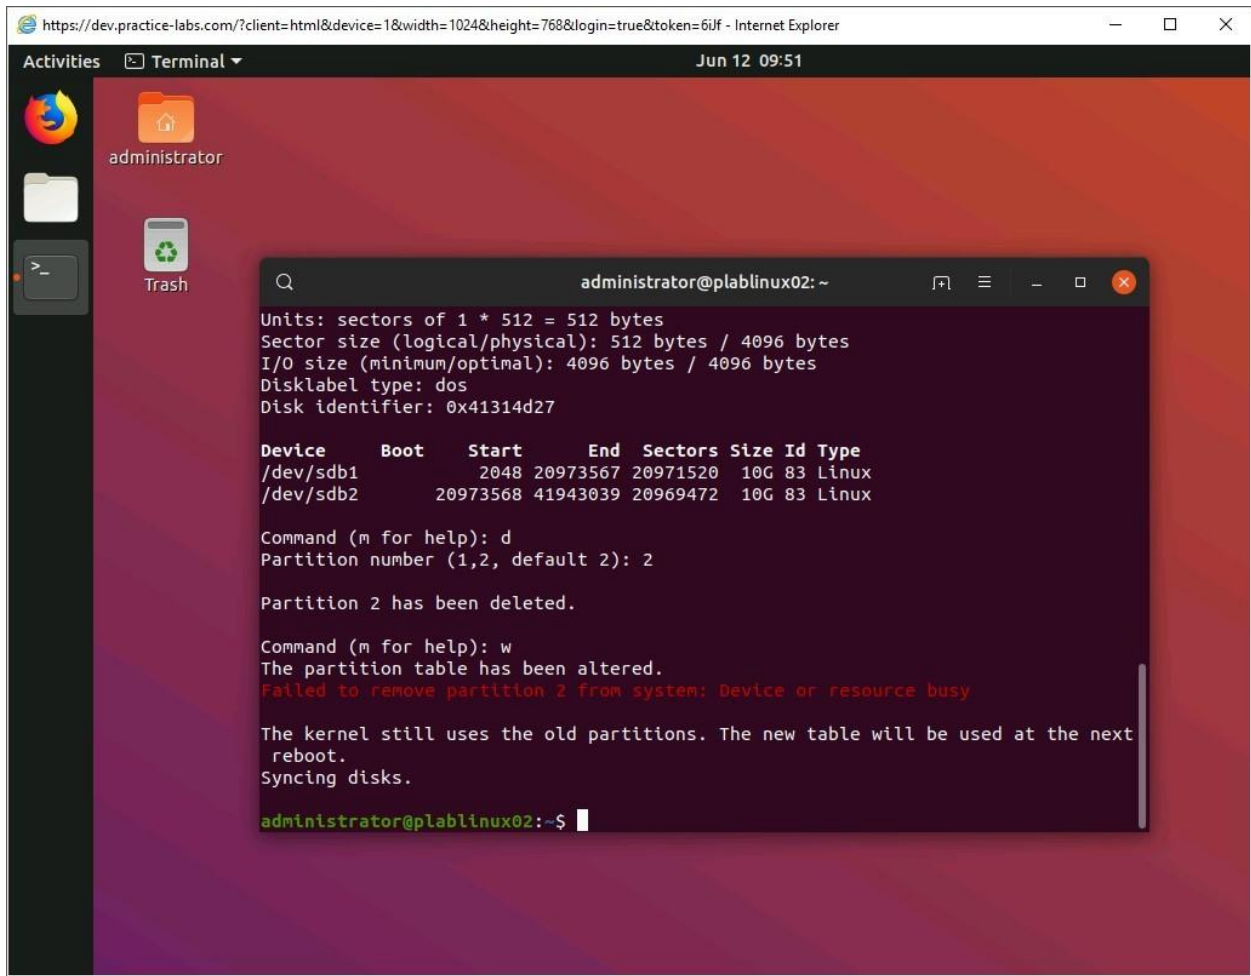 https://dev.practice-labs.com/?client=html&device=1&width=1024&height=768&login=true&token=6iJf - Internet Explorer
Activities Terminal Jun 12 09:51
administrator
Trash
administrator@plablinux02: ~
Units: sectors of 1 * 512 = 512 bytes
Sector size (logical/physical): 512 bytes / 4096 bytes
I/O size (minimum/optimal): 4096 bytes / 4096 bytes
Disklabel type: dos
Disk identifier: 0x41314d27
Device Boot Start End Sectors Size Id Type
/dev/sdb1 2048 20973567 20971520 10G 83 Linux
/dev/sdb2 20973568 41943039 20969472 10G 83 Linux
Command (m for help): d
Partition number (1,2, default 2): 2
Partition 2 has been deleted.
Command (m for help): w
The partition table has been altered.
Failed to remove partition 2 from system: Device or resource busy
The kernel still uses the old partitions. The new table will be used at the next
reboot.
Syncing disks.
administrator@plablinux02:~$